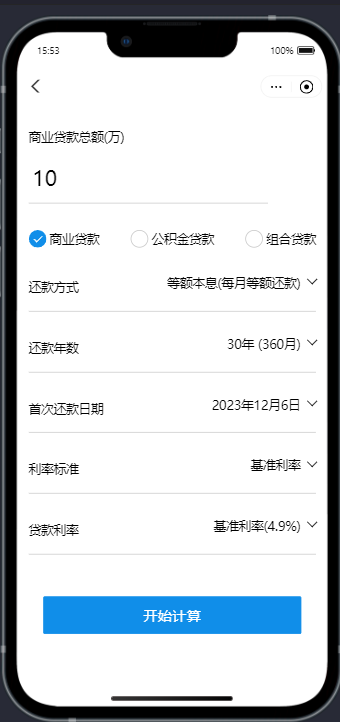 15:53 100%
商业贷款总额(万)
10
商业贷款 公积金贷款 组合贷款
还款方式 等额本息(每月等额还款)
还款年数 30年 (360月)
首次还款日期 2023年12月6日
利率标准 基准利率
贷款利率 基准利率(4.9%)
开始计算